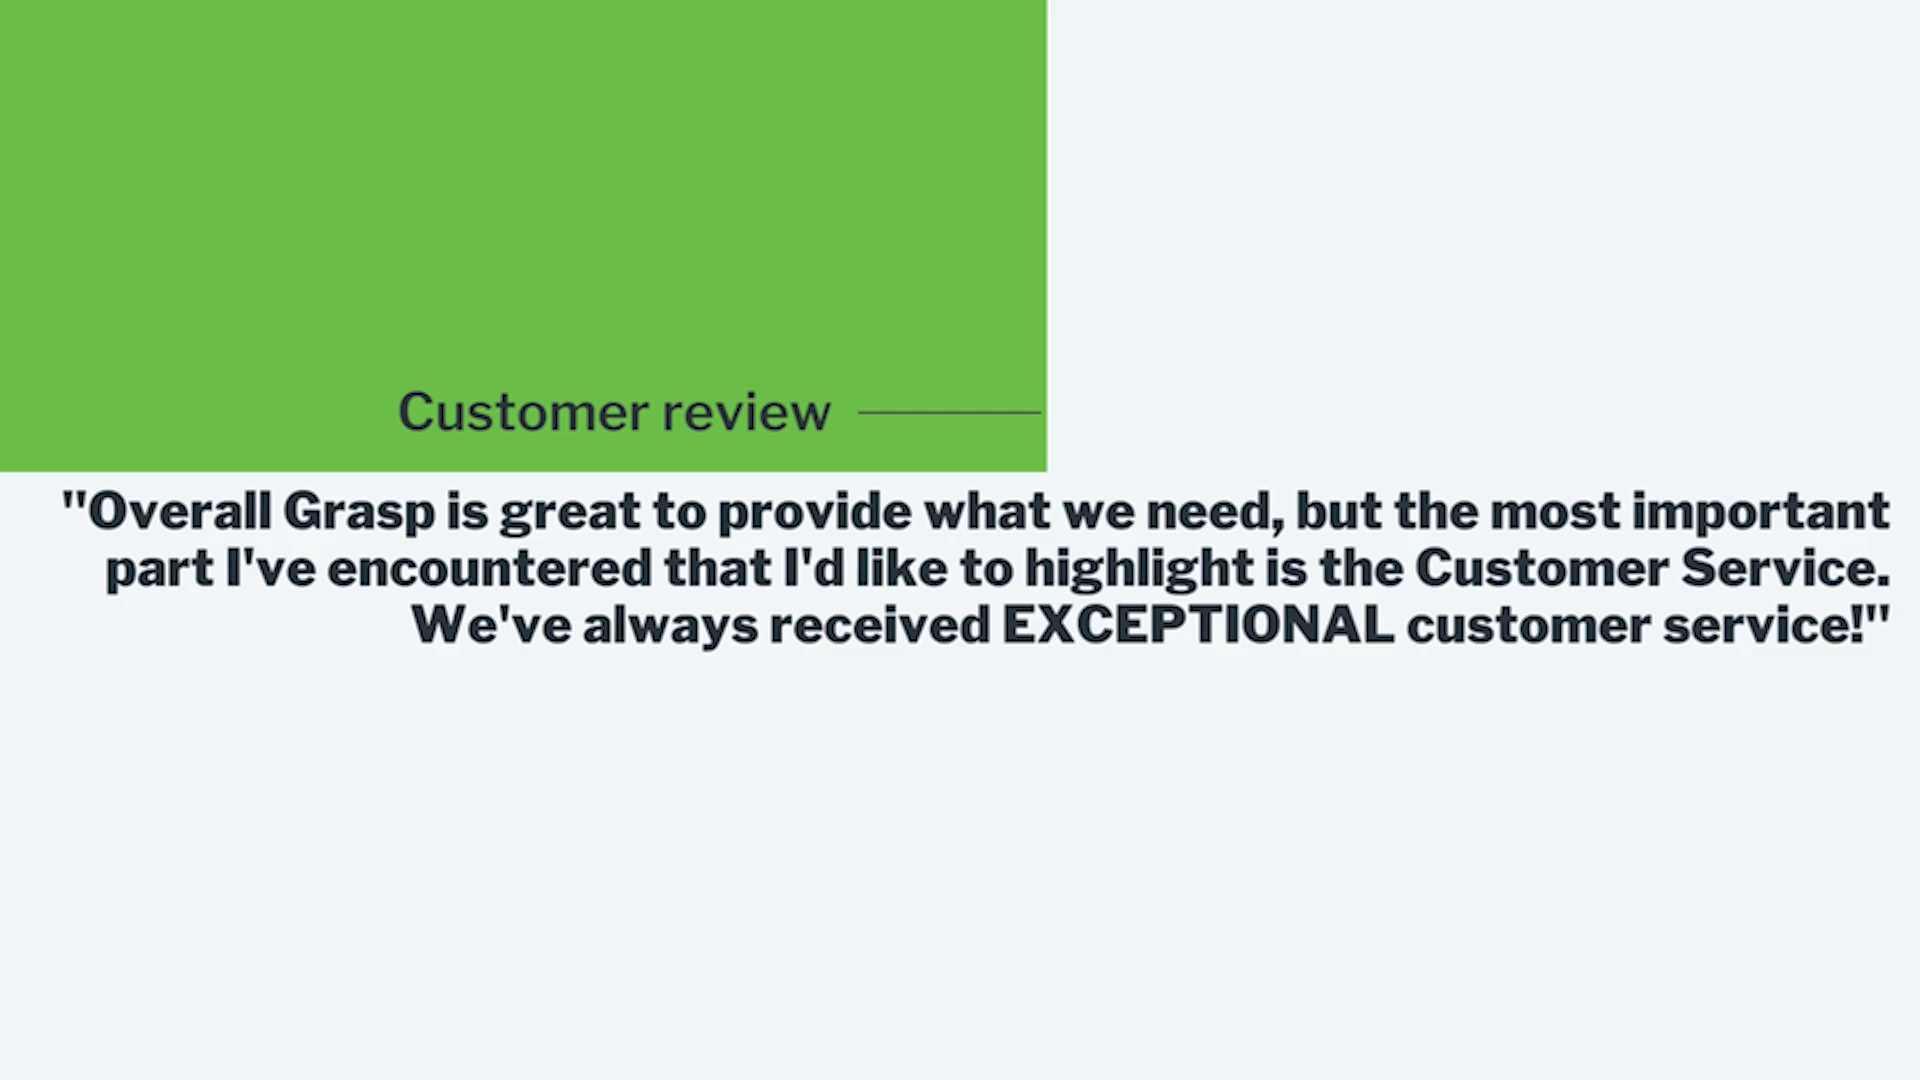 Customer review
"Overall Grasp is great to provide what we need, but the most important
part I've encountered that I'd like to highlight is the Customer Service.
We've always received EXCEPTIONAL customer service!"